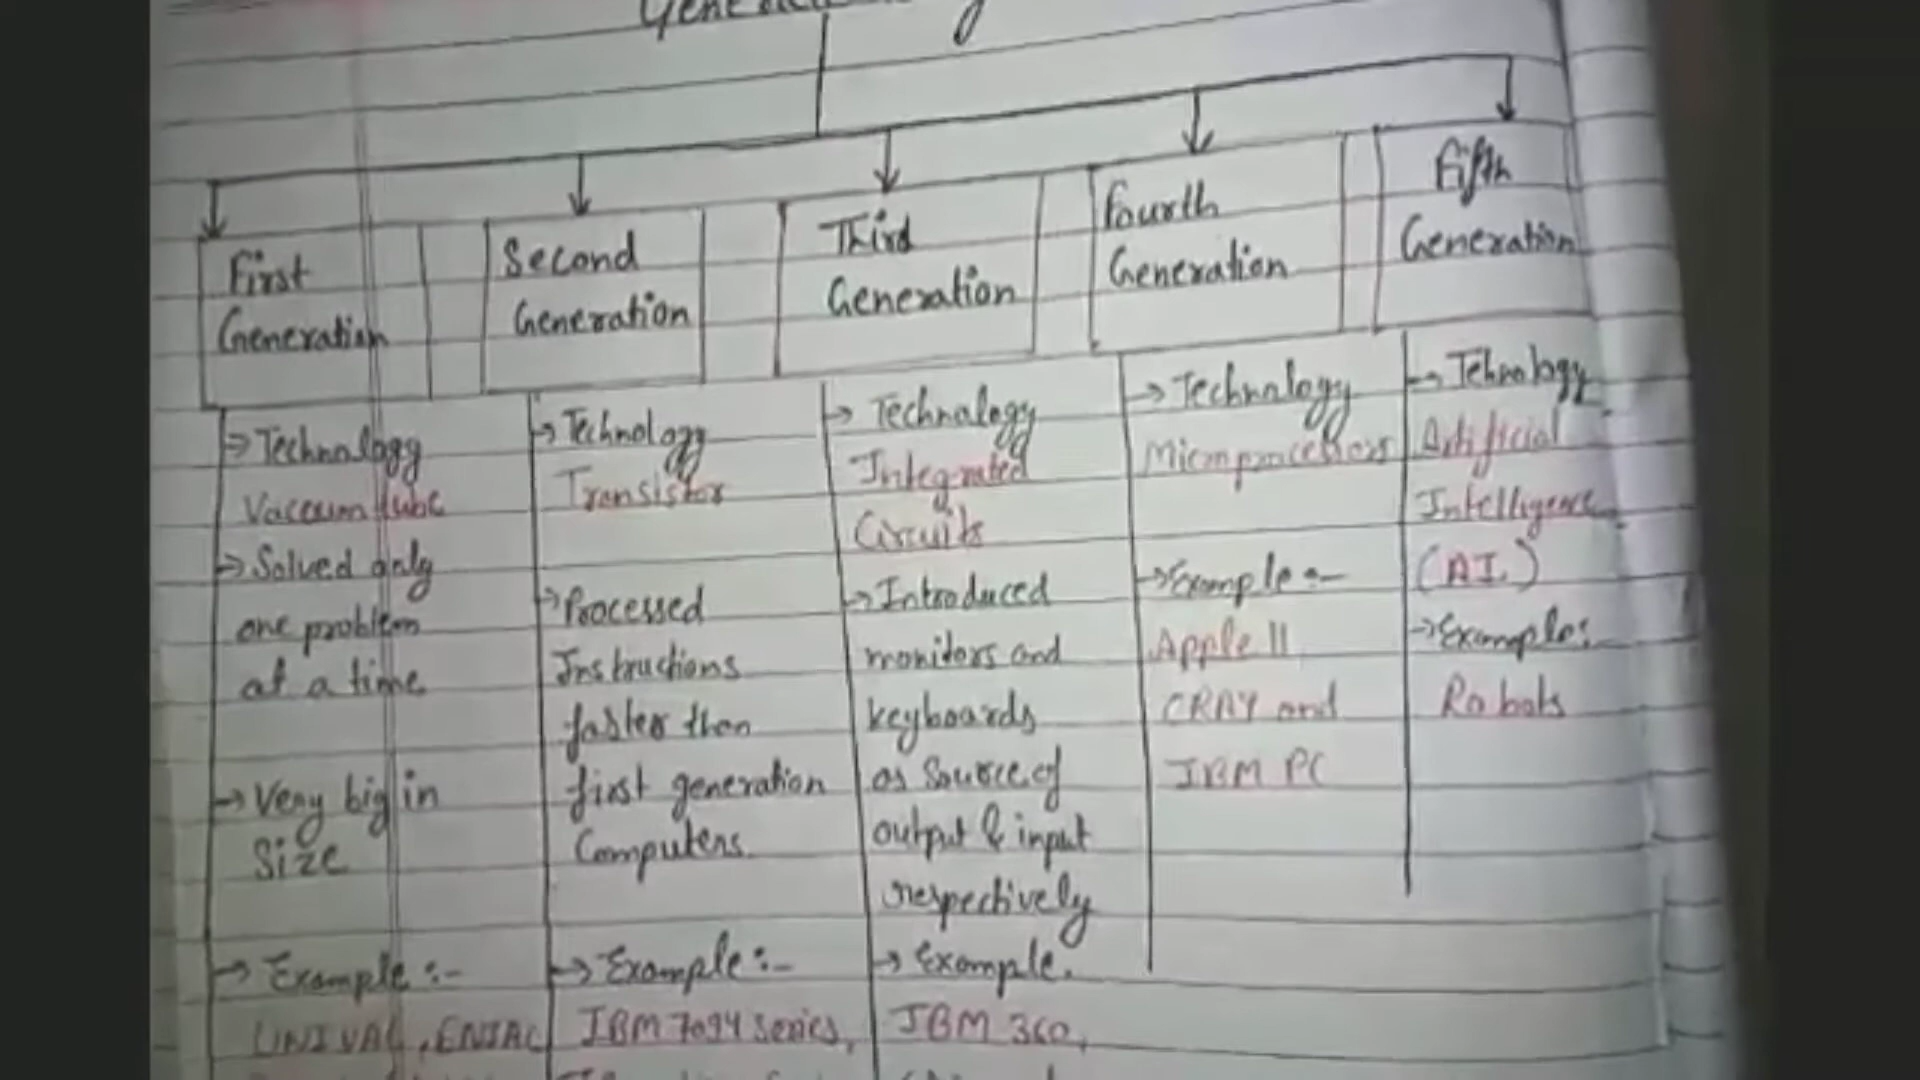 First
Generation
Second
Generation
Third
Generation
Fourth
Generation
Fifth
Generation
→ Technology
Vaccum tube
→ Solved only
one problem
at a time
→ Very big in
Size
→ Example :-
UNIVAC, ENIAC
→ Technology
Transistor
→ Processed
Instructions
faster than
first generation
Computers
→ Example :-
IBM 7094 series,
→ Technology
Integrated
Circuits
→ Introduced
monitors and
keyboards
as source of
output & input
respectively
→ Example.
IBM 360,
→ Technology
Microprocessors
→ Example :-
Apple II
CRAY and
IBM PC
→ Tehnology
Artificial
Intelligence
(AI)
→ Example:
Robots